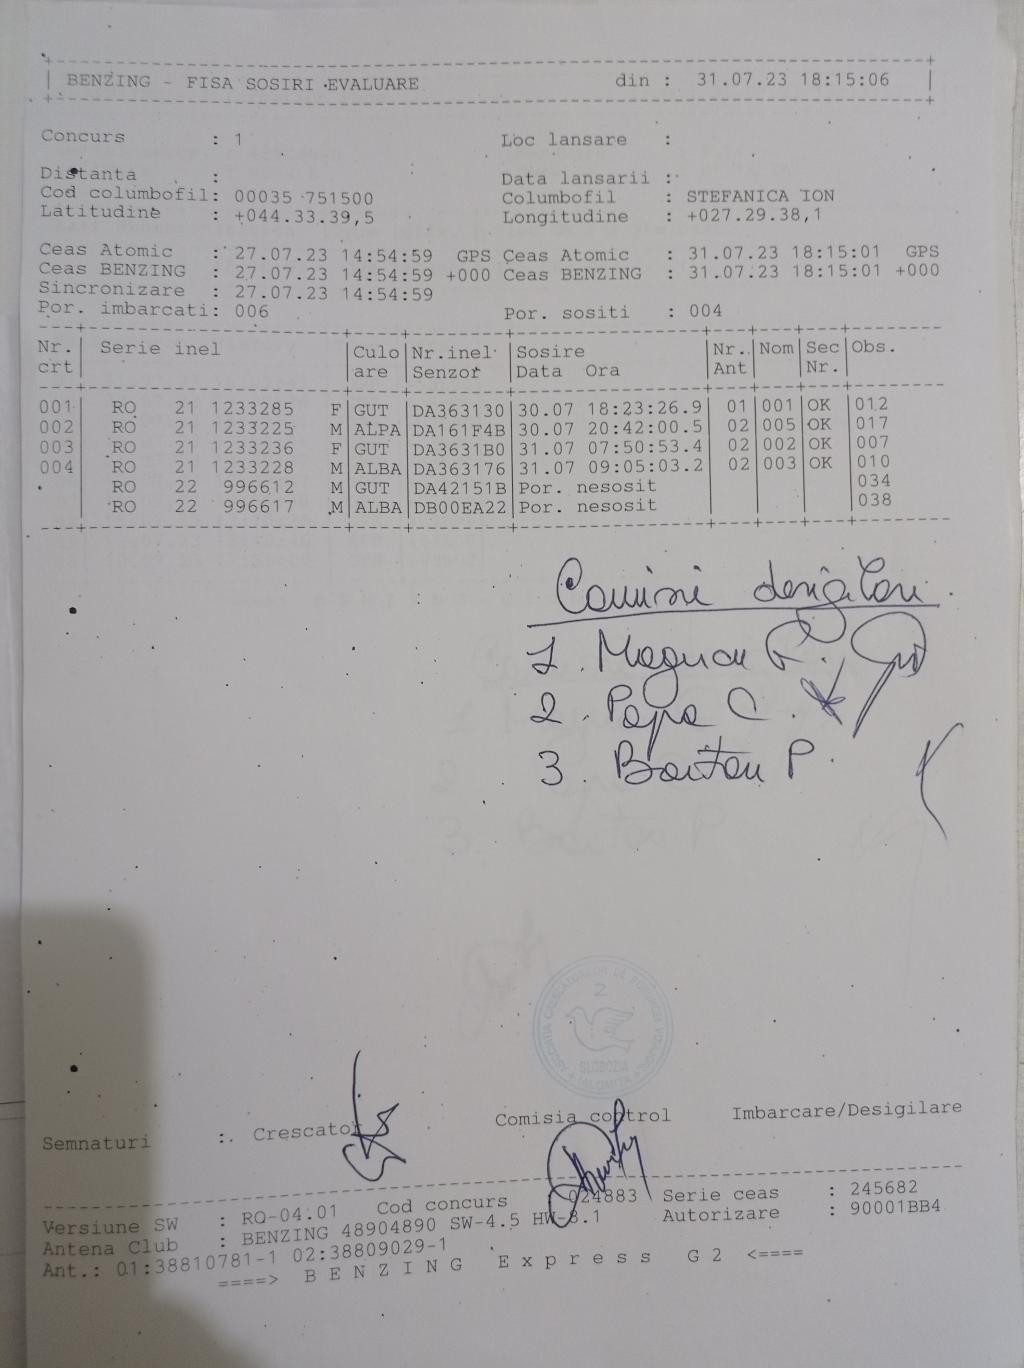 BENZING - FISA SOSIRI EVALUARE din : 31.07.23 18:15:06
Concurs : 1 Loc lansare :
Distanta : Data lansarii :
Cod columbofil: 00035 751500 Columbofil : STEFANICA ION
Latitudine : +044.33.39,5 Longitudine : +027.29.38,1
Ceas Atomic : 27.07.23 14:54:59 GPS Ceas Atomic : 31.07.23 18:15:01 GPS
Ceas BENZING : 27.07.23 14:54:59 +000 Ceas BENZING : 31.07.23 18:15:01 +000
Sincronizare : 27.07.23 14:54:59
Por. imbarcati: 006 Por. sositi : 004
Nr. Serie inel Culo Nr.inel Sosire Nr. Nom Sec Obs.
crt are Senzor Data Ora Ant Nr.
001 RO 21 1233285 F GUT DA363130 30.07 18:23:26.9 01 001 OK 012
002 RO 21 1233225 M ALPA DA161F4B 30.07 20:42:00.5 02 005 OK 017
003 RO 21 1233236 F GUT DA3631B0 31.07 07:50:53.4 02 002 OK 007
004 RO 21 1233228 M ALBA DA363176 31.07 09:05:03.2 02 003 OK 010
RO 22 996612 M GUT DA42151B Por. nesosit 034
RO 22 996617 M ALBA DB00EA22 Por. nesosit 038
1.
2. Popa C.
3. P.
2
SLOBOZIA
IALOMITA
Semnaturi : Crescator Comisia control Imbarcare/Desigilare
Versiune SW : RO-04.01 Cod concurs 024883 Serie ceas : 245682
Antena Club : BENZING 48904890 SW-4.5 HW-3.1 Autorizare : 90001BB4
Ant.: 01:38810781-1 02:38809029-1
====> B E N Z I N G E x p r e s s G 2 <====